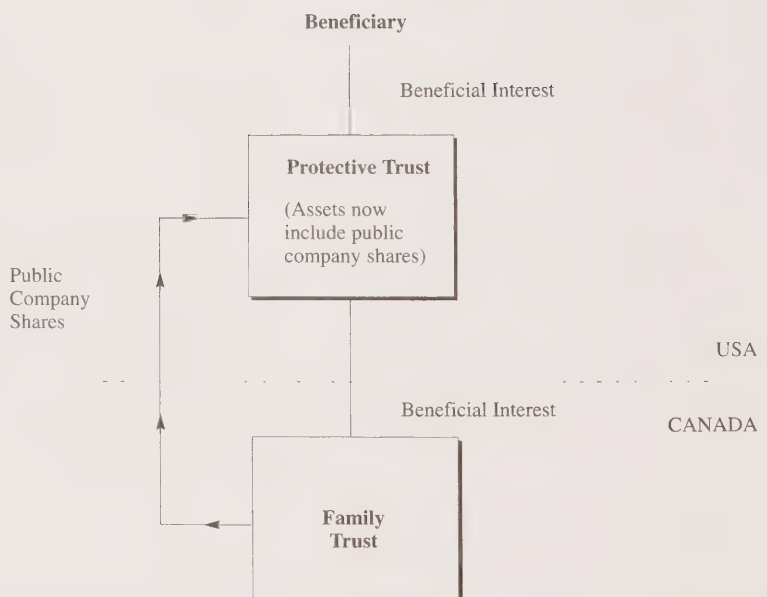 Beneficiary
Beneficial Interest
Protective Trust
(Assets now
include public
company shares)
Public
Company
Shares
USA
Beneficial Interest
CANADA
Family
Trust